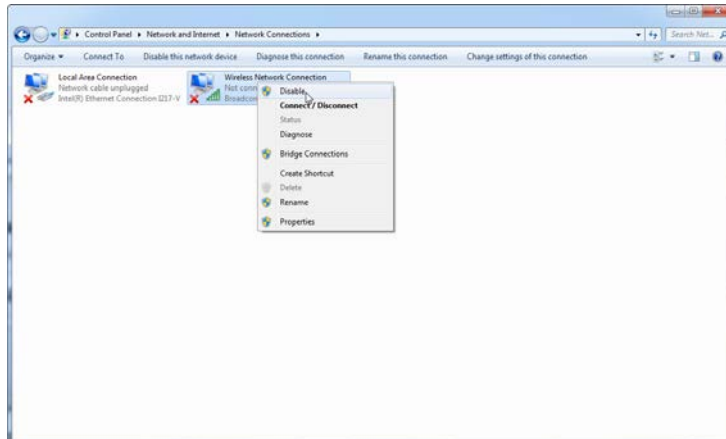 Control Panel ▸ Network and Internet ▸ Network Connections ▸
Search Net...
Organize
Connect To
Disable this network device
Diagnose this connection
Rename this connection
Change settings of this connection
Local Area Connection
Network cable unplugged
Intel(R) Ethernet Connection I217-V
Wireless Network Connection
Not conn
Broadcom
Disable
Connect / Disconnect
Status
Diagnose
Bridge Connections
Create Shortcut
Delete
Rename
Properties